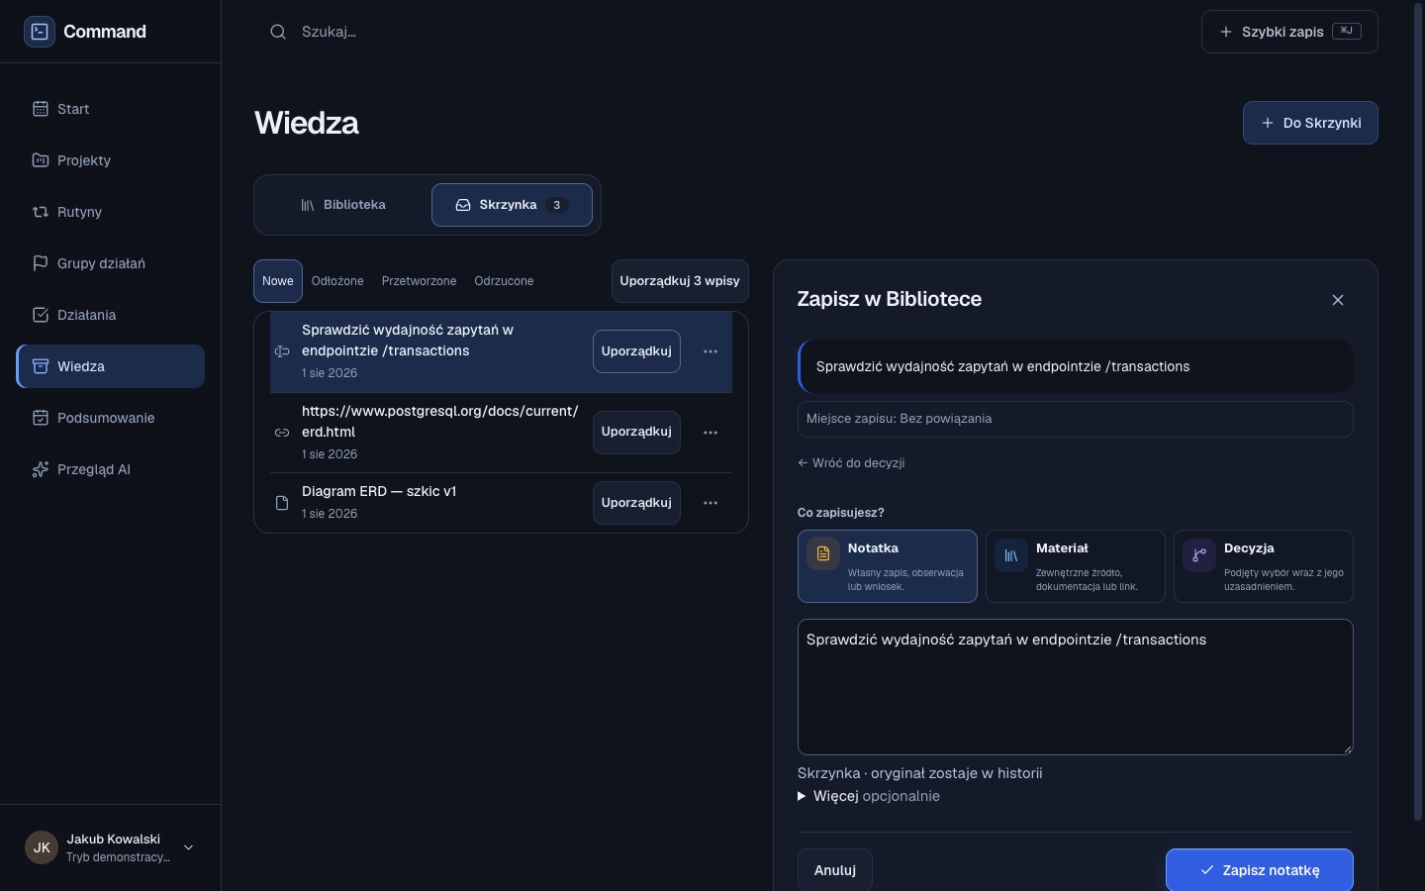 Command
Szukaj...
Szybki zapis
⌘J
Start
Projekty
Rutyny
Grupy działań
Działania
Wiedza
Podsumowanie
Przegląd AI
Wiedza
Do Skrzynki
Biblioteka
Skrzynka 3
Nowe
Odłożone
Przetworzone
Odrzucone
Uporządkuj 3 wpisy
Sprawdzić wydajność zapytań w
endpointzie /transactions
1 sie 2026
Uporządkuj
https://www.postgresql.org/docs/current/
erd.html
1 sie 2026
Uporządkuj
Diagram ERD — szkic v1
1 sie 2026
Uporządkuj
Zapisz w Bibliotece
Sprawdzić wydajność zapytań w endpointzie /transactions
Miejsce zapisu: Bez powiązania
← Wróć do decyzji
Co zapisujesz?
Notatka
Własny zapis, obserwacja
lub wniosek.
Materiał
Zewnętrzne źródło,
dokumentacja lub link.
Decyzja
Podjęty wybór wraz z jego
uzasadnieniem.
Sprawdzić wydajność zapytań w endpointzie /transactions
Skrzynka · oryginał zostaje w historii
Więcej opcjonalnie
Anuluj
Zapisz notatkę
JK
Jakub Kowalski
Tryb demonstracy...